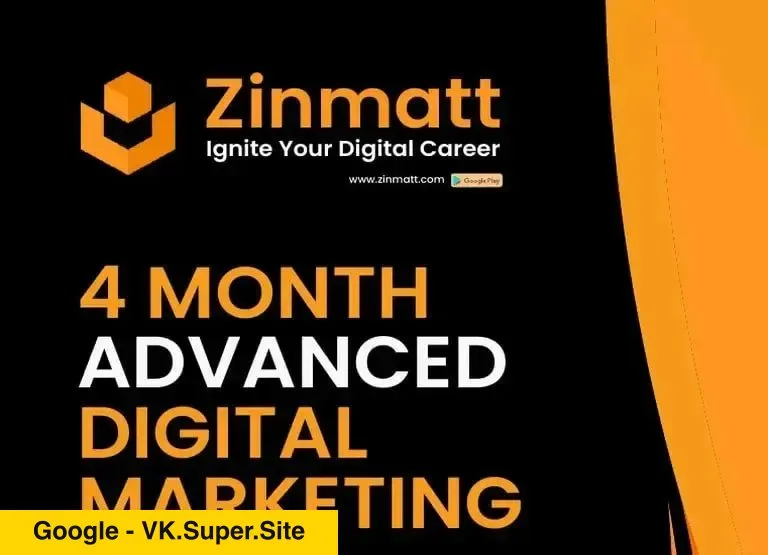 Zinmatt
Ignite Your Digital Career
www.zinmatt.com Google Play
4 MONTH
ADVANCED
DIGITAL
MARKETING
Google - VK.Super.Site